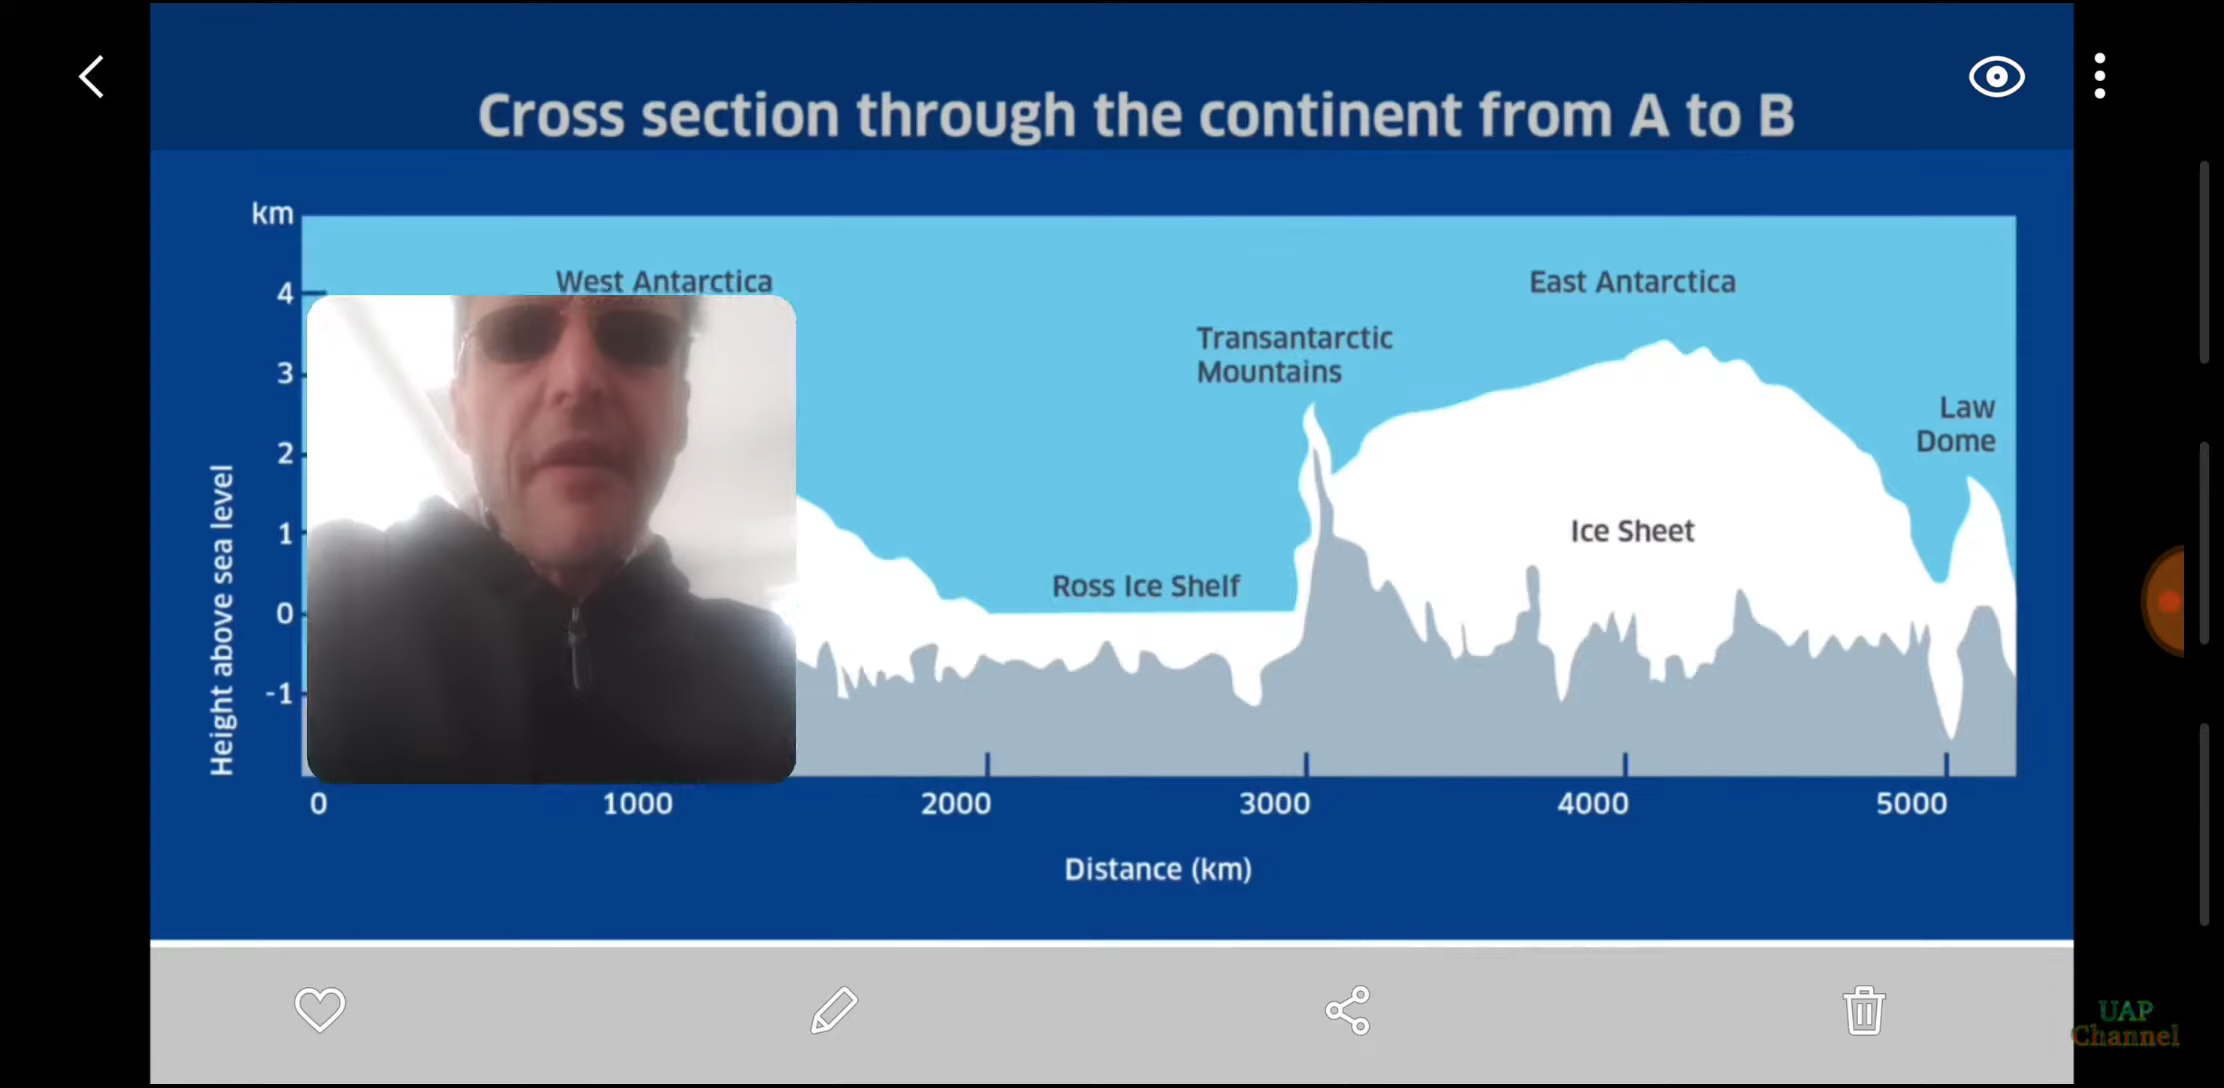 Cross section through the continent from A to B
km
West Antarctica
East Antarctica
4
Transantarctic
Mountains
3
Law
Dome
2
Height above sea level
1
Ice Sheet
Ross Ice Shelf
0
-1
0 1000 2000 3000 4000 5000
Distance (km)
UAP
Channel